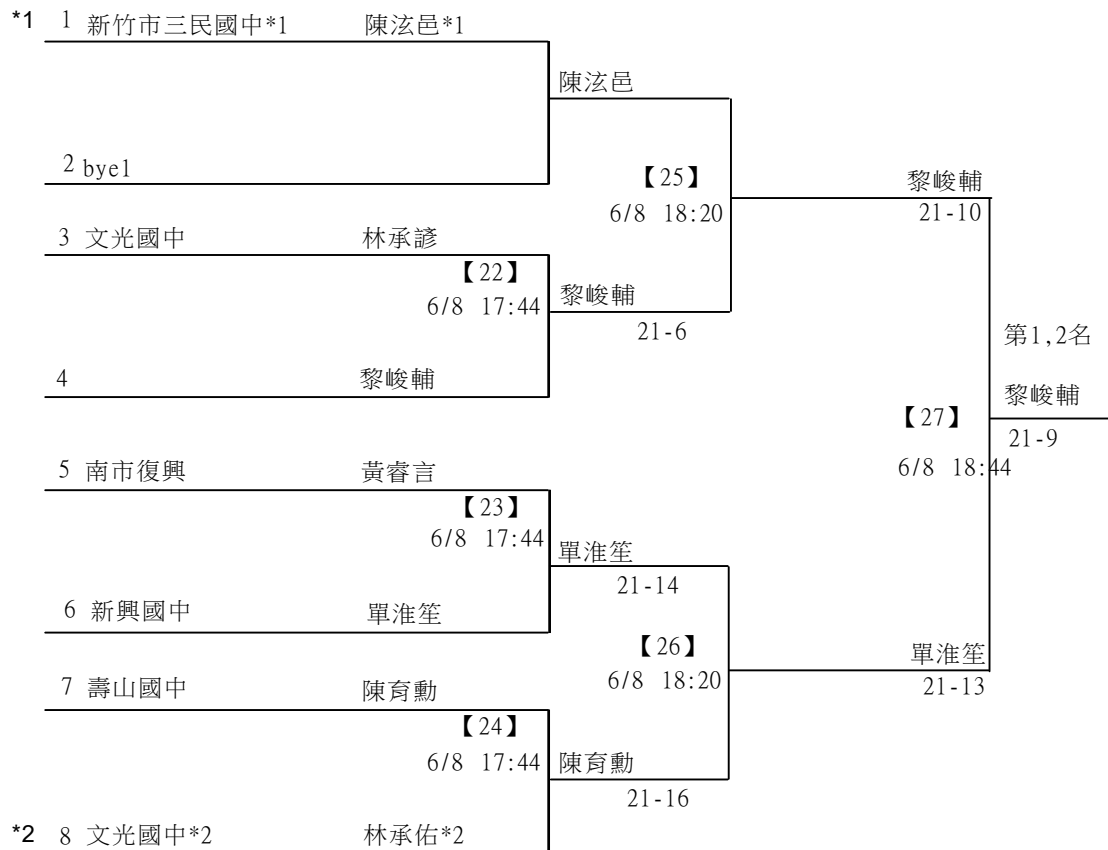 *1 1 新竹市三民國中*1 陳泫邑*1
陳泫邑
2 bye1
【25】
6/8 18:20
黎峻輔
21-10
3 文光國中 林承諺
【22】
6/8 17:44
黎峻輔
21-6
第1,2名
4 黎峻輔
黎峻輔
【27】
21-9
6/8 18:44
5 南市復興 黃睿言
【23】
6/8 17:44
單淮笙
21-14
6 新興國中 單淮笙
【26】
6/8 18:20
單淮笙
21-13
7 壽山國中 陳育勳
【24】
6/8 17:44
陳育勳
21-16
*2 8 文光國中*2 林承佑*2